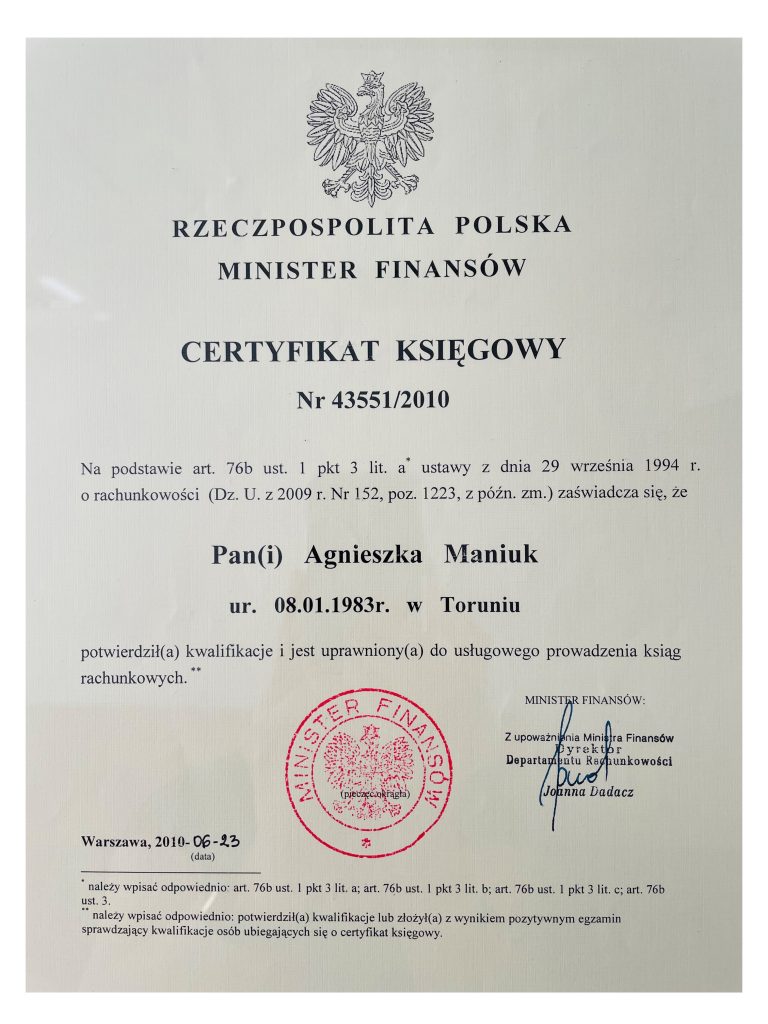 RZECZPOSPOLITA POLSKA
MINISTER FINANSÓW
CERTYFIKAT KSIĘGOWY
Nr 43551/2010
Na podstawie art. 76b ust. 1 pkt 3 lit. a* ustawy z dnia 29 września 1994 r.
o rachunkowości (Dz. U. z 2009 r. Nr 152, poz. 1223, z późn. zm.) zaświadcza się, że
Pan(i) Agnieszka Maniuk
ur. 08.01.1983r. w Toruniu
potwierdził(a) kwalifikacje i jest uprawniony(a) do usługowego prowadzenia ksiąg
rachunkowych.**
MINISTER FINANSÓW
(pieczęć okrągła)
MINISTER FINANSÓW:
Z upoważnienia Ministra Finansów
Dyrektor
Departamentu Rachunkowości
Joanna Dadacz
Warszawa, 2010-06-23
(data)
* należy wpisać odpowiednio: art. 76b ust. 1 pkt 3 lit. a; art. 76b ust. 1 pkt 3 lit. b; art. 76b ust. 1 pkt 3 lit. c; art. 76b
ust. 3.
** należy wpisać odpowiednio: potwierdził(a) kwalifikacje lub złożył(a) z wynikiem pozytywnym egzamin
sprawdzający kwalifikacje osób ubiegających się o certyfikat księgowy.